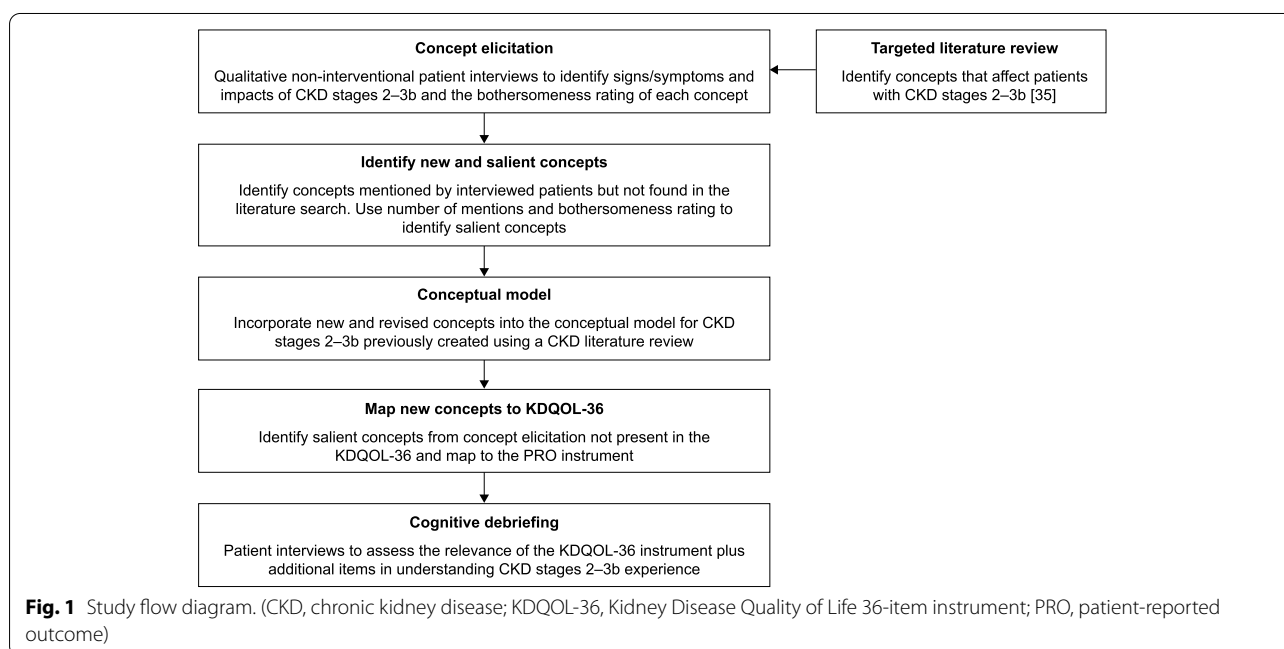 Concept elicitation
Qualitative non-interventional patient interviews to identify signs/symptoms and
impacts of CKD stages 2–3b and the bothersomeness rating of each concept
Targeted literature review
Identify concepts that affect patients
with CKD stages 2–3b [35]
Identify new and salient concepts
Identify concepts mentioned by interviewed patients but not found in the
literature search. Use number of mentions and bothersomeness rating to
identify salient concepts
Conceptual model
Incorporate new and revised concepts into the conceptual model for CKD
stages 2–3b previously created using a CKD literature review
Map new concepts to KDQOL-36
Identify salient concepts from concept elicitation not present in the
KDQOL-36 and map to the PRO instrument
Cognitive debriefing
Patient interviews to assess the relevance of the KDQOL-36 instrument plus
additional items in understanding CKD stages 2–3b experience
Fig. 1 Study flow diagram. (CKD, chronic kidney disease; KDQOL-36, Kidney Disease Quality of Life 36-item instrument; PRO, patient-reported
outcome)